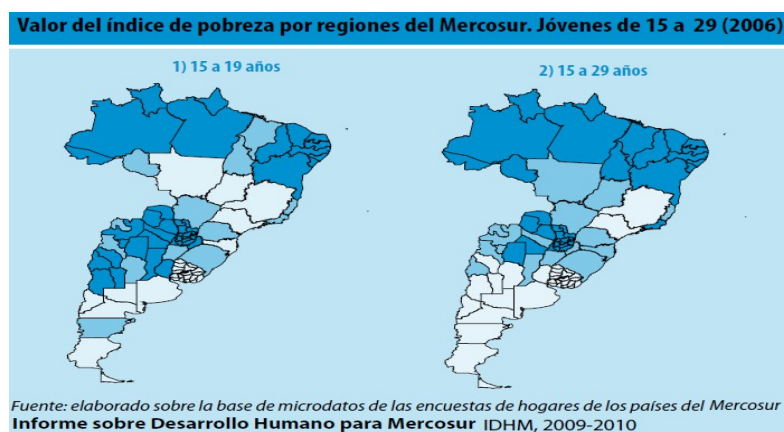 Valor del índice de pobreza por regiones del Mercosur. Jóvenes de 15 a 29 (2006)
1) 15 a 19 años
2) 15 a 29 años
Fuente: elaborado sobre la base de microdatos de las encuestas de hogares de los países del Mercosur
Informe sobre Desarrollo Humano para Mercosur IDHM, 2009-2010